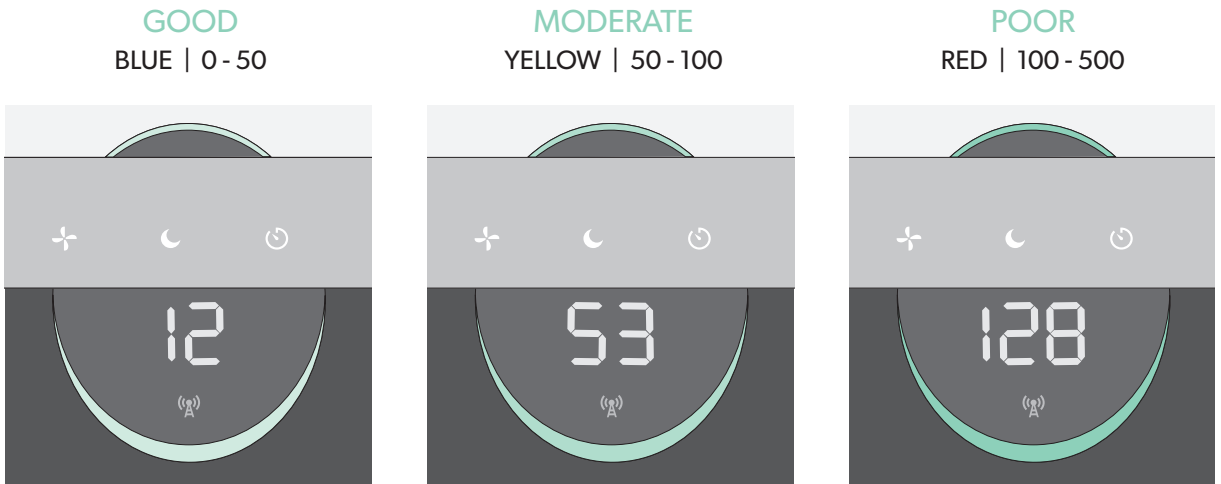 GOOD
BLUE | 0 - 50
MODERATE
YELLOW | 50 - 100
POOR
RED | 100 - 500
12
53
128